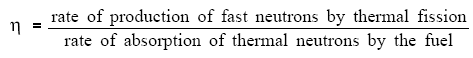 η = rate of production of fast neutrons by thermal fission
rate of absorption of thermal neutrons by the fuel